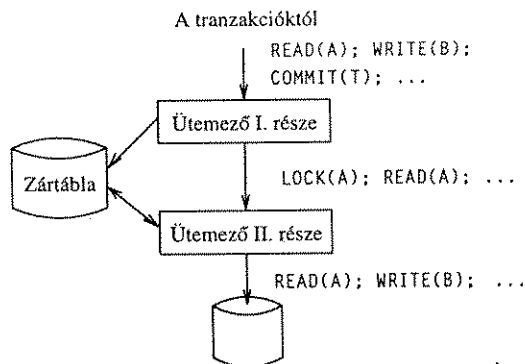 A tranzakcióktól
READ(A); WRITE(B);
COMMIT(T); ...
Ütemező I. része
Zártábla
LOCK(A); READ(A); ...
Ütemező II. része
READ(A); WRITE(B); ...